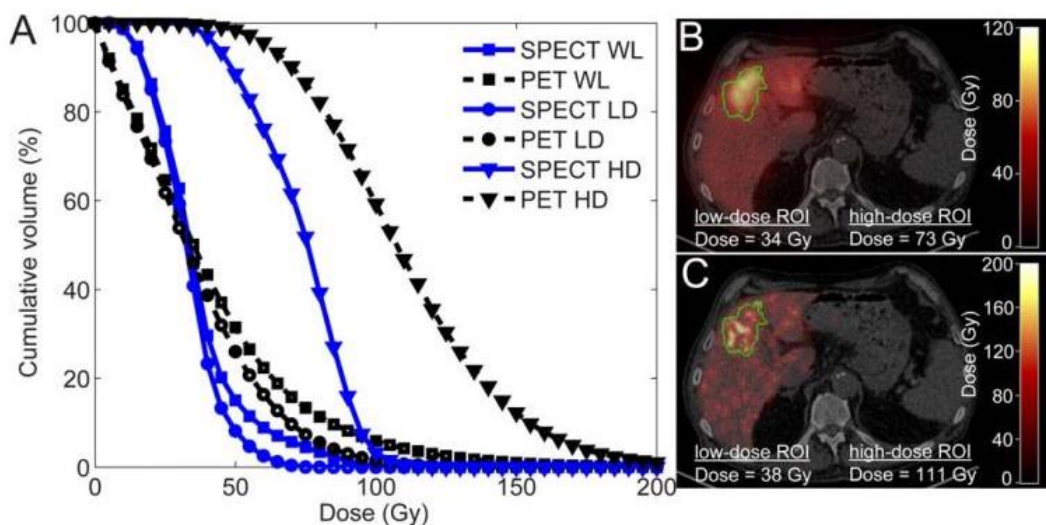 A
100
80
60
40
20
0
Cumulative volume (%)
0
50
100
150
200
Dose (Gy)
SPECT WL
PET WL
SPECT LD
PET LD
SPECT HD
PET HD
B
low-dose ROI
Dose = 34 Gy
high-dose ROI
Dose = 73 Gy
120
80
40
0
Dose (Gy)
C
low-dose ROI
Dose = 38 Gy
high-dose ROI
Dose = 111 Gy
200
160
120
80
40
0
Dose (Gy)